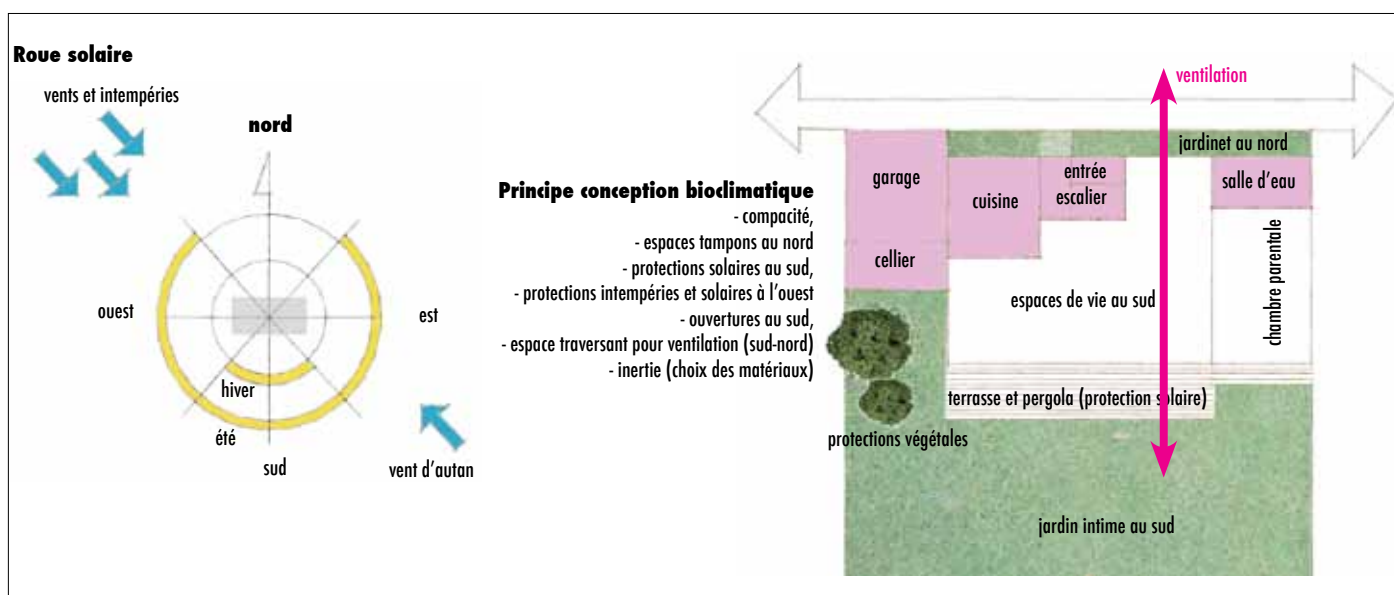 Roue solaire
vents et intempéries
nord
ouest
est
hiver
été
sud
vent d'autan
Principe conception bioclimatique
- compacité,
- espaces tampons au nord
- protections solaires au sud,
- protections intempéries et solaires à l'ouest
- ouvertures au sud,
- espace traversant pour ventilation (sud-nord)
- inertie (choix des matériaux)
ventilation
jardinet au nord
garage
cellier
cuisine
entrée
escalier
salle d'eau
chambre parentale
espaces de vie au sud
terrasse et pergola (protection solaire)
protections végétales
jardin intime au sud